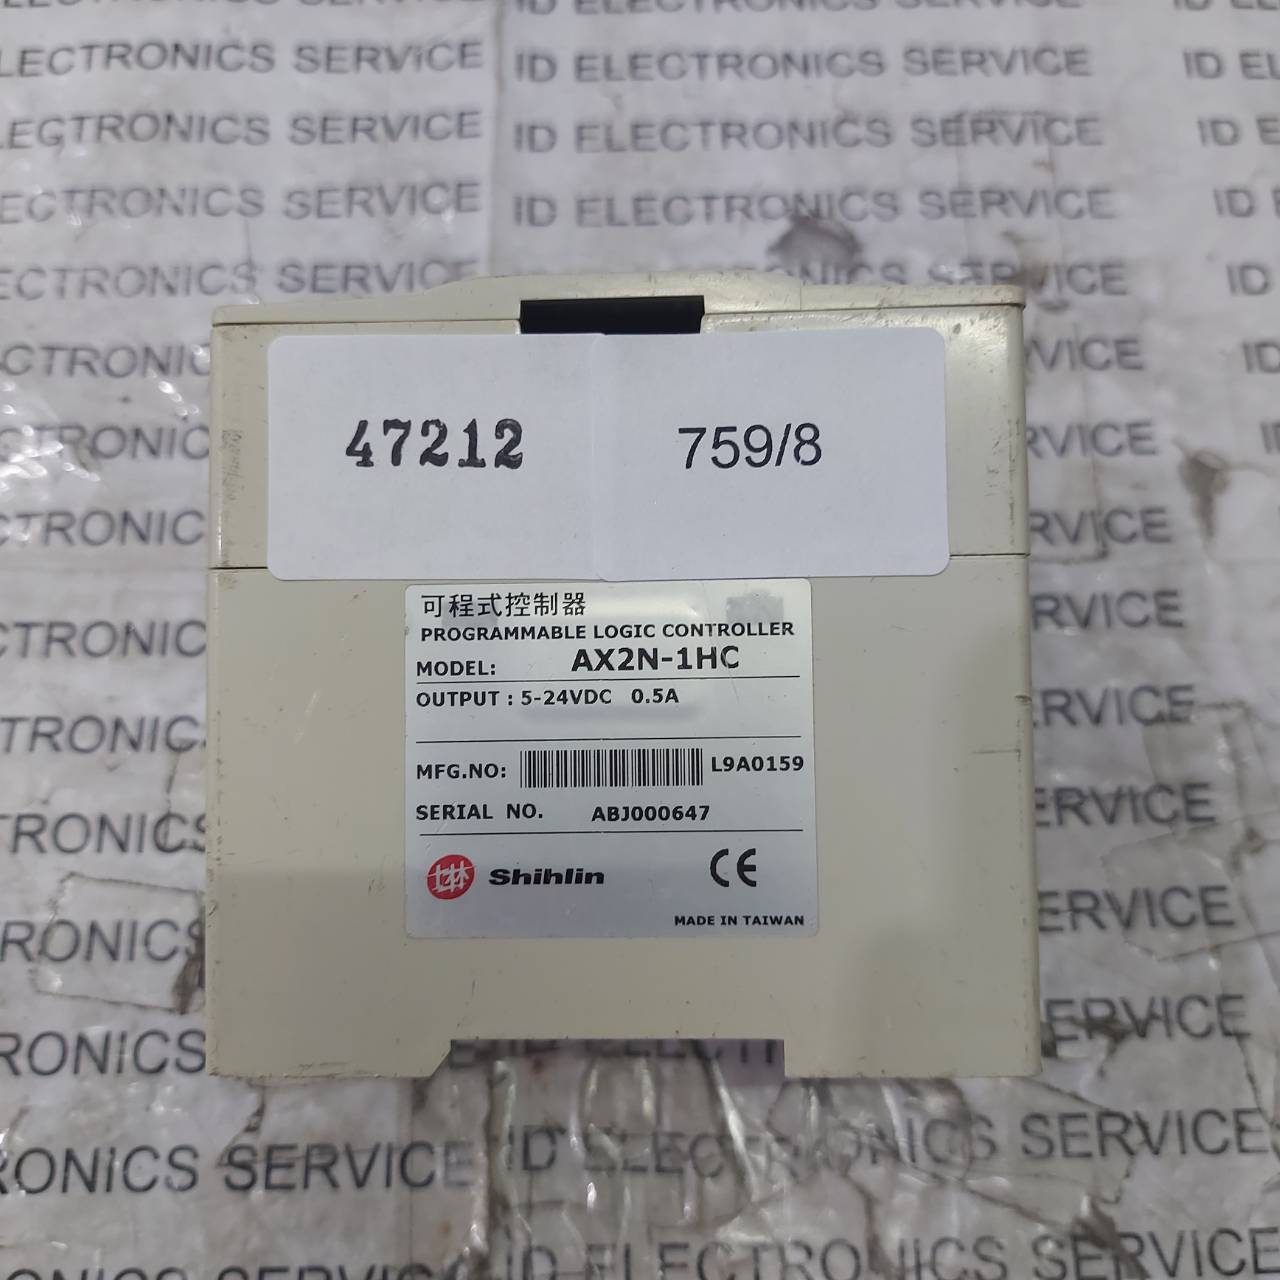 ID ELECTRONICS SERVICE
ID ELECTRONICS SERVICE
ID ELECTRONICS SERVICE
47212
759/8
可程式控制器
PROGRAMMABLE LOGIC CONTROLLER
MODEL: AX2N-1HC
OUTPUT : 5-24VDC 0.5A
MFG.NO: L9A0159
SERIAL NO. ABJ000647
士林 Shihlin CE
MADE IN TAIWAN